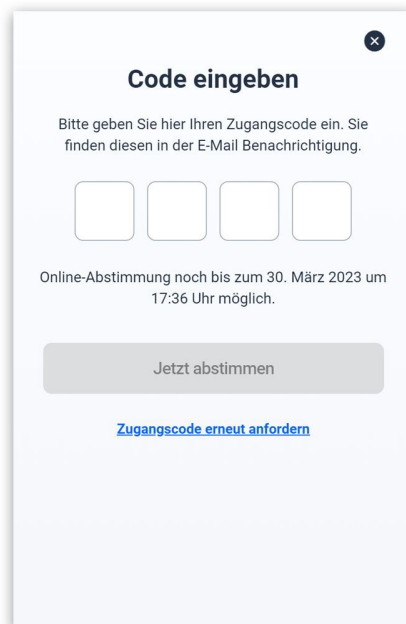 Code eingeben
Bitte geben Sie hier Ihren Zugangscode ein. Sie
finden diesen in der E-Mail Benachrichtigung.
Online-Abstimmung noch bis zum 30. März 2023 um
17:36 Uhr möglich.
Jetzt abstimmen
Zugangscode erneut anfordern